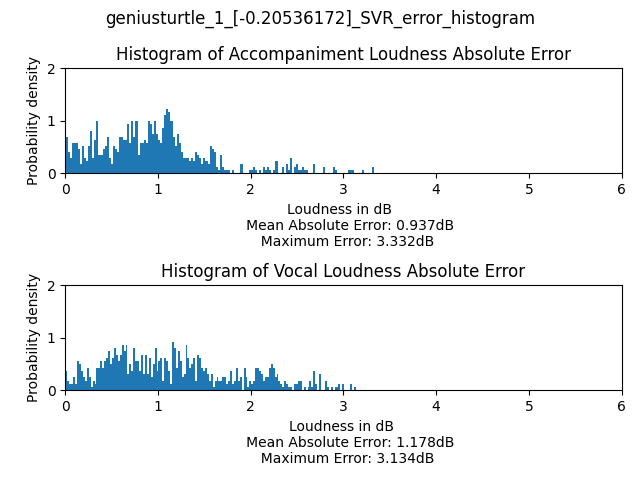 geniusturtle_1_[-0.20536172]_SVR_error_histogram
Histogram of Accompaniment Loudness Absolute Error
Probability density
2
1
0
0 1 2 3 4 5 6
Loudness in dB
Mean Absolute Error: 0.937dB
Maximum Error: 3.332dB
Histogram of Vocal Loudness Absolute Error
Probability density
2
1
0
0 1 2 3 4 5 6
Loudness in dB
Mean Absolute Error: 1.178dB
Maximum Error: 3.134dB